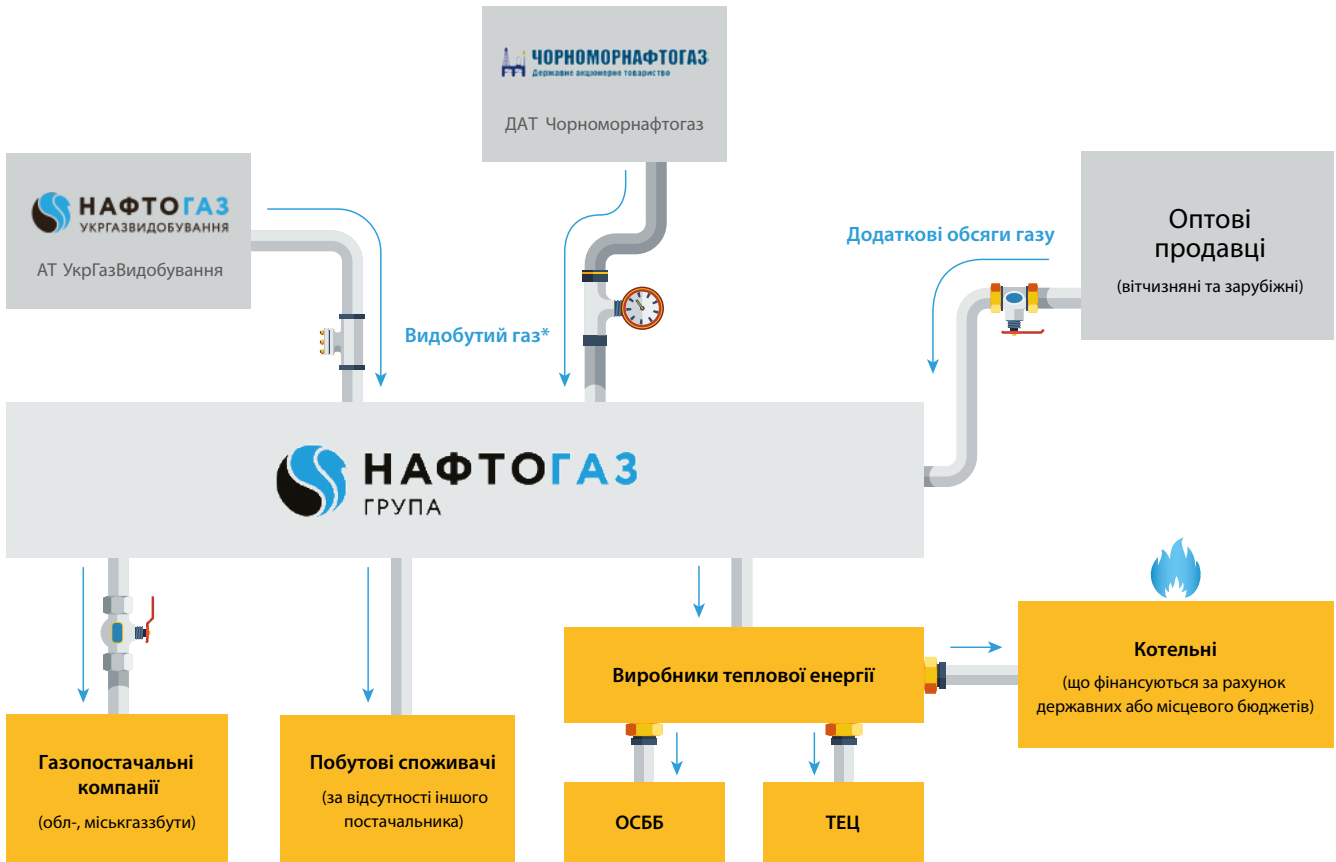 ЧОРНОМОРНАФТОГАЗ
Державне акціонерне товариство
ДАТ Чорноморнафтогаз
НАФТОГАЗ
УКРГАЗВИДОБУВАННЯ
АТ УкрГазВидобування
Оптові
продавці
(вітчизняні та зарубіжні)
Додаткові обсяги газу
Видобутий газ*
НАФТОГАЗ
ГРУПА
Виробники теплової енергії
Котельні
(що фінансуються за рахунок
державних або місцевого бюджетів)
Газопостачальні
компанії
(обл-, міськгаззбути)
Побутові споживачі
(за відсутності іншого
постачальника)
ОСББ
ТЕЦ